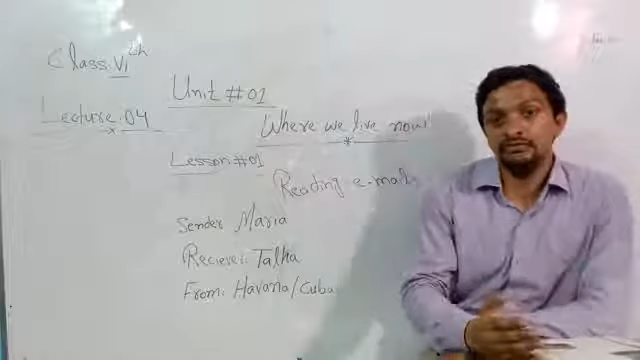 Class: VIth
Unit #01
Lecture: 04
"Where we live now"
Lesson #01
Reading e-mail
Sender Maria
Reciever: Talha
From: Havana/Cuba